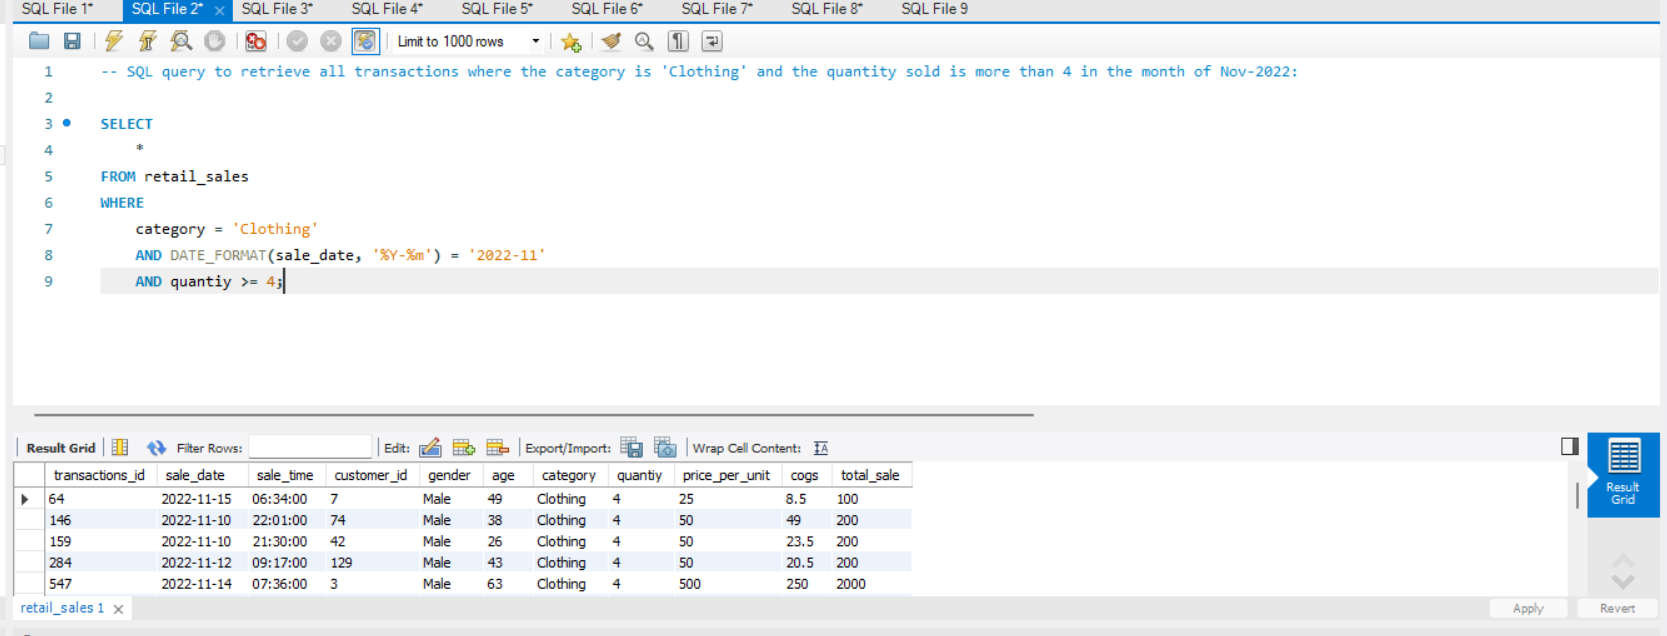 SQL File 1* SQL File 2* SQL File 3* SQL File 4* SQL File 5* SQL File 6* SQL File 7* SQL File 8* SQL File 9
Limit to 1000 rows
1 -- SQL query to retrieve all transactions where the category is 'Clothing' and the quantity sold is more than 4 in the month of Nov-2022:
2
3 SELECT
4 *
5 FROM retail_sales
6 WHERE
7 category = 'Clothing'
8 AND DATE_FORMAT(sale_date, '%Y-%m') = '2022-11'
9 AND quantiy >= 4;
Result Grid Filter Rows: Edit: Export/Import: Wrap Cell Content:
transactions_id sale_date sale_time customer_id gender age category quantiy price_per_unit cogs total_sale
64 2022-11-15 06:34:00 7 Male 49 Clothing 4 25 8.5 100
146 2022-11-10 22:01:00 74 Male 38 Clothing 4 50 49 200
159 2022-11-10 21:30:00 42 Male 26 Clothing 4 50 23.5 200
284 2022-11-12 09:17:00 129 Male 43 Clothing 4 50 20.5 200
547 2022-11-14 07:36:00 3 Male 63 Clothing 4 500 250 2000
Result
Grid
retail_sales 1 Apply Revert